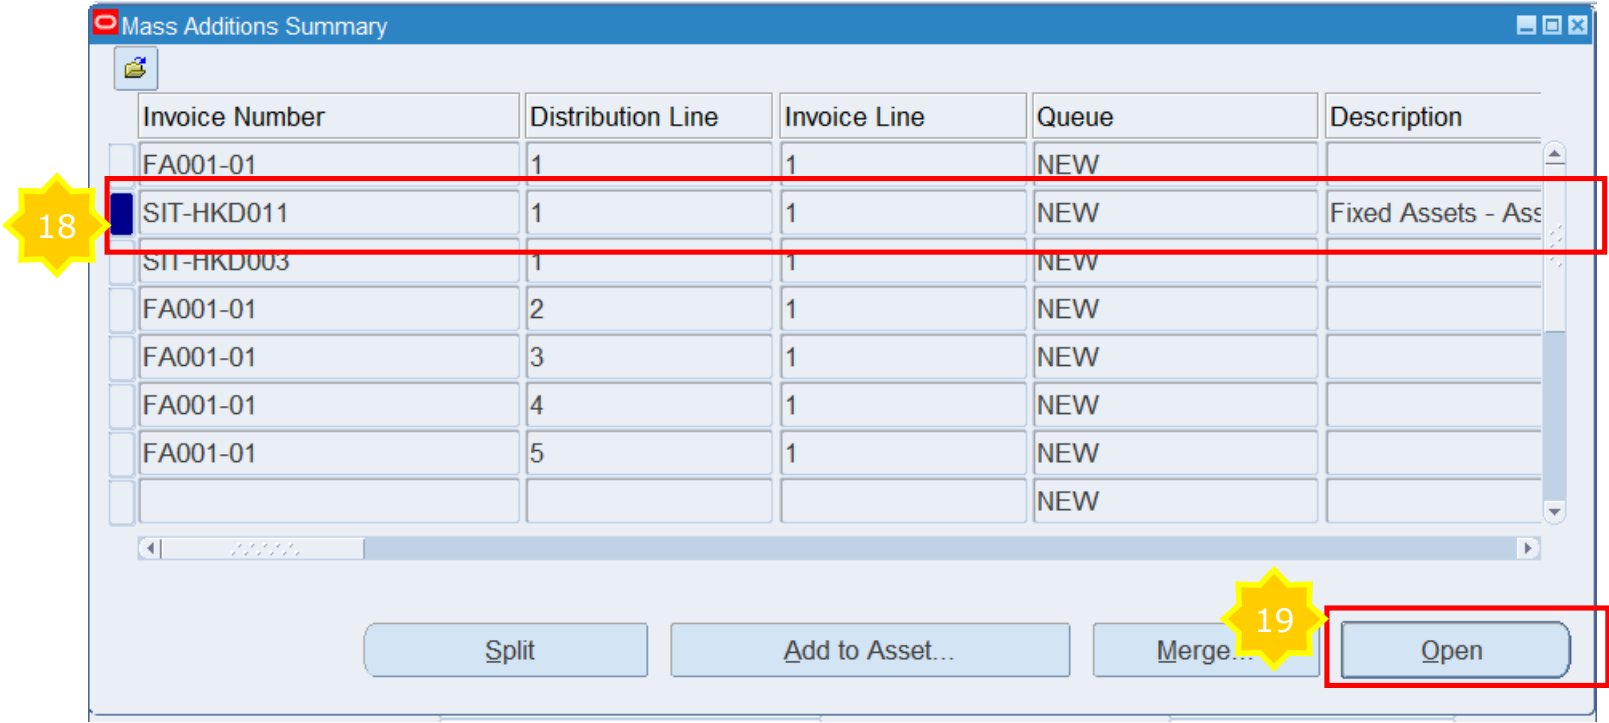 Mass Additions Summary
Invoice Number Distribution Line Invoice Line Queue Description
FA001-01 1 1 NEW
18 SIT-HKD011 1 1 NEW Fixed Assets - Ass
SIT-HKD003 1 1 NEW
FA001-01 2 1 NEW
FA001-01 3 1 NEW
FA001-01 4 1 NEW
FA001-01 5 1 NEW
NEW
19
Split Add to Asset... Merge... Open